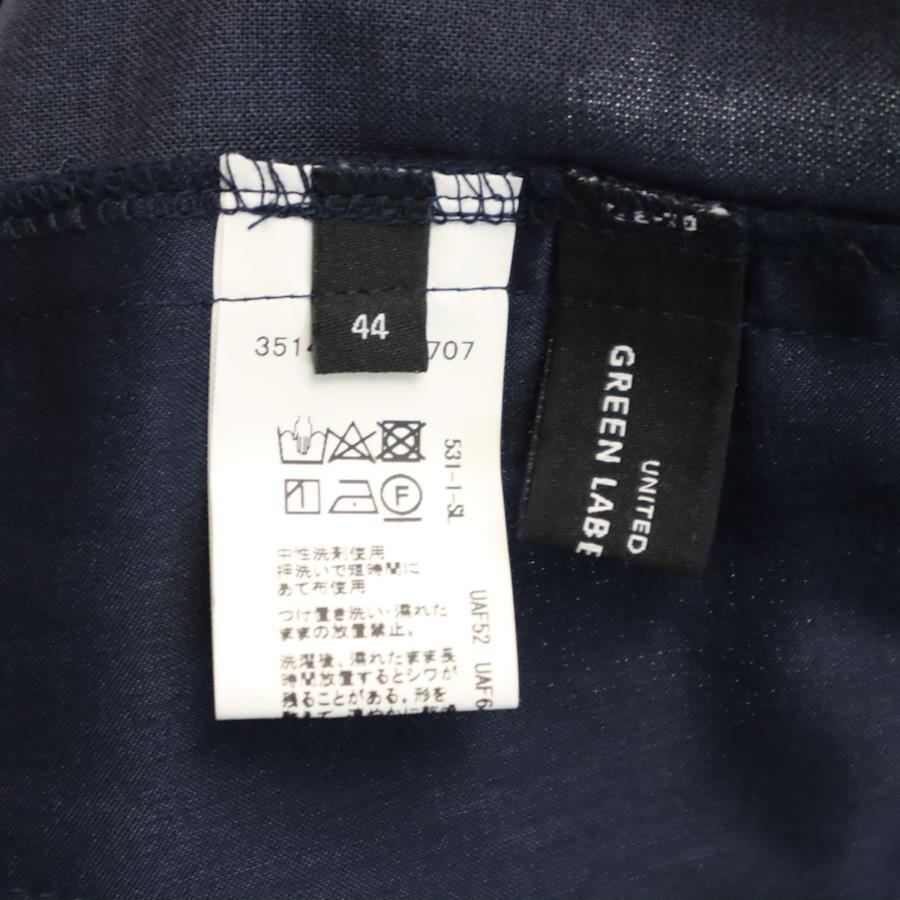 44
3514
707
F
531-1-SL
中性洗剤使用
押洗いで短時間に
あて布使用
つけ置き洗い・濡れた
ままの放置禁止。
洗濯後、濡れたまま長
時間放置するとシワが
残ることがある。形を
UAF52 UAF6
UNITED
GREEN LABE